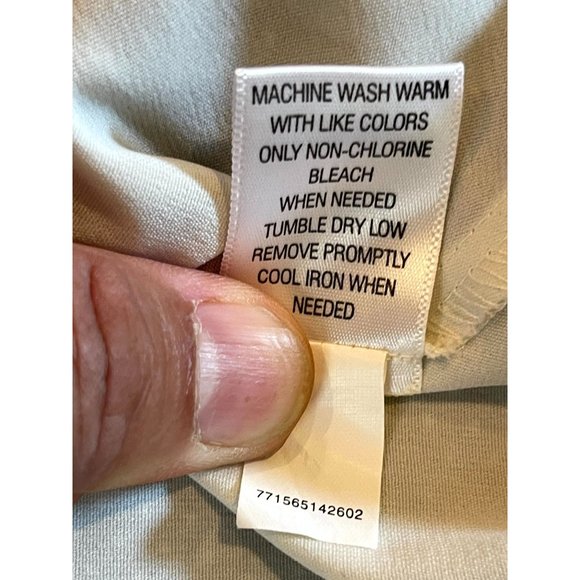 MACHINE WASH WARM
WITH LIKE COLORS
ONLY NON-CHLORINE
BLEACH
WHEN NEEDED
TUMBLE DRY LOW
REMOVE PROMPTLY
COOL IRON WHEN
NEEDED
771565142602